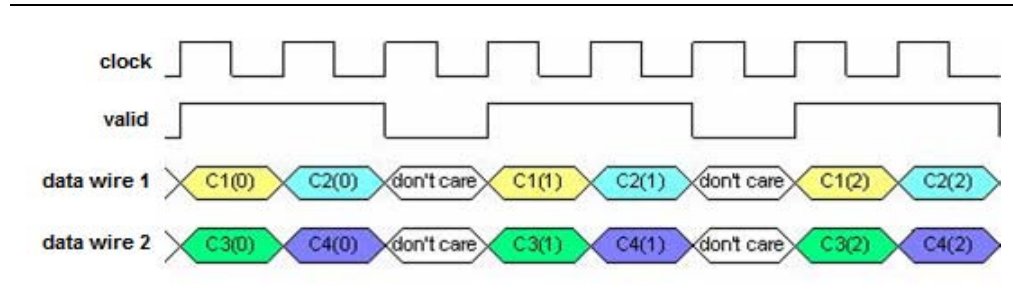 clock
valid
data wire 1 C1(0) C2(0) don't care C1(1) C2(1) don't care C1(2) C2(2)
data wire 2 C3(0) C4(0) don't care C3(1) C4(1) don't care C3(2) C4(2)